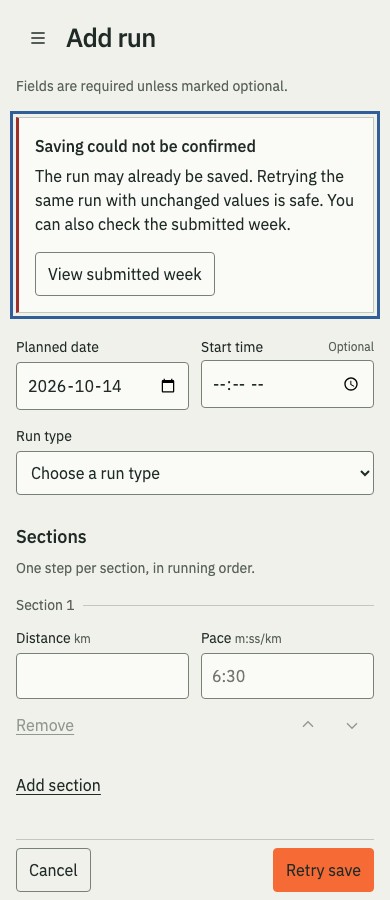 Add run
Fields are required unless marked optional.
Saving could not be confirmed
The run may already be saved. Retrying the
same run with unchanged values is safe. You
can also check the submitted week.
View submitted week
Planned date
2026-10-14
Start time Optional
--:-- --
Run type
Choose a run type
Sections
One step per section, in running order.
Section 1
Distance km
Pace m:ss/km
6:30
Remove
Add section
Cancel
Retry save